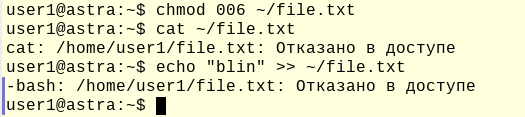 user1@astra:~$ chmod 006 ~/file.txt
user1@astra:~$ cat ~/file.txt
cat: /home/user1/file.txt: Отказано в доступе
user1@astra:~$ echo "blin" >> ~/file.txt
-bash: /home/user1/file.txt: Отказано в доступе
user1@astra:~$